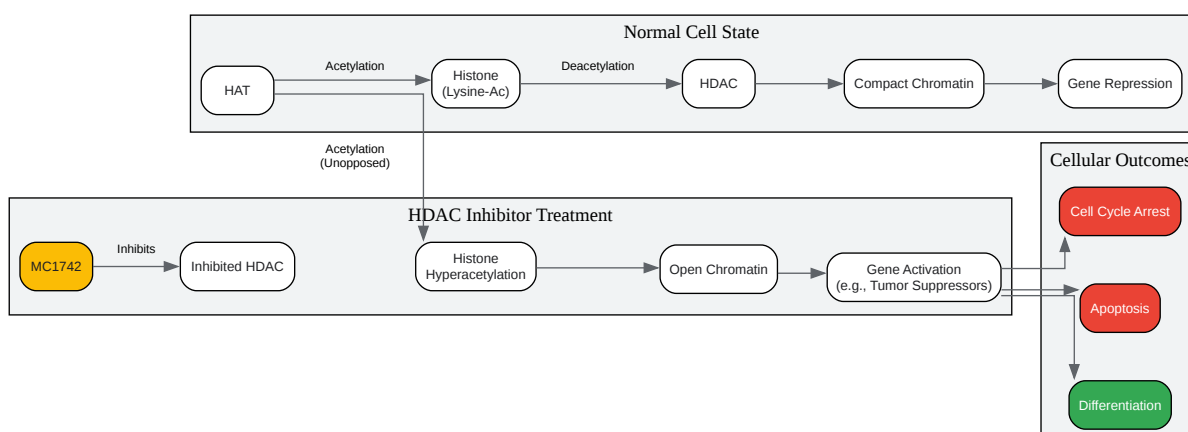 Normal Cell State
HAT
Acetylation
Histone
(Lysine-Ac)
Deacetylation
HDAC
Compact Chromatin
Gene Repression
Acetylation
(Unopposed)
HDAC Inhibitor Treatment
MC1742
Inhibits
Inhibited HDAC
Histone
Hyperacetylation
Open Chromatin
Gene Activation
(e.g., Tumor Suppressors)
Cellular Outcomes
Cell Cycle Arrest
Apoptosis
Differentiation